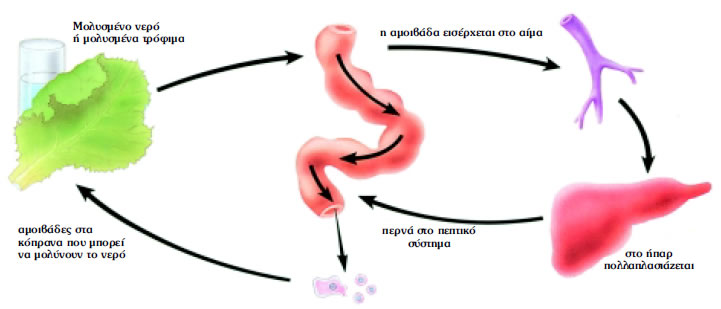 Μολυσμένο νερό
ή μολυσμένα τρόφιμα
η αμοιβάδα εισέρχεται στο αίμα
αμοιβάδες στα
κόπρανα που μπορεί
να μολύνουν το νερό
περνά στο πεπτικό
σύστημα
στο ήπαρ
πολλαπλασιάζεται